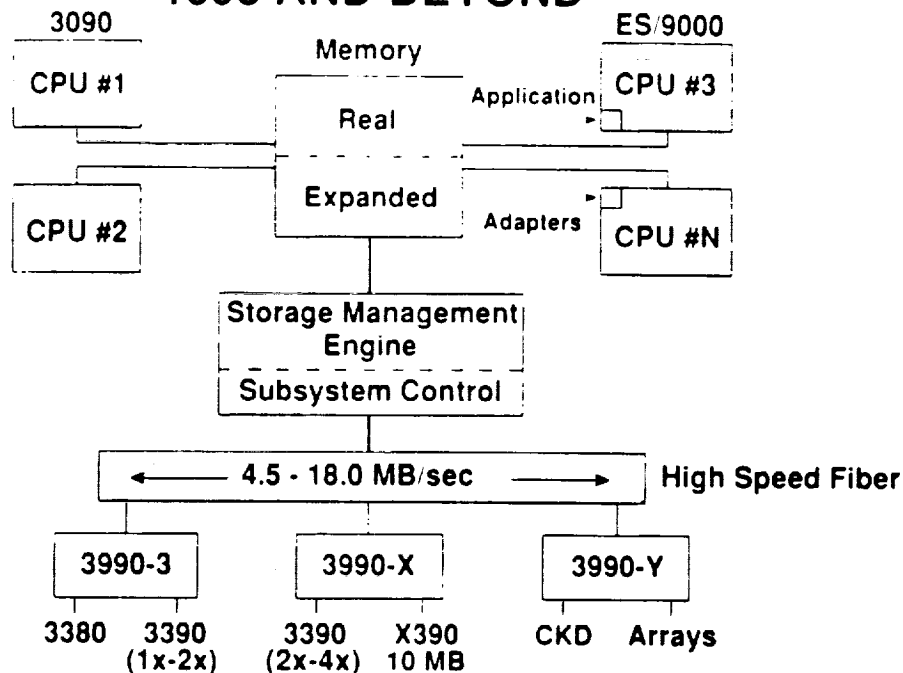 AND BEYOND
3090
ES/9000
Memory
CPU #1
CPU #3
Application
Real
Expanded
Adapters
CPU #2
CPU #N
Storage Management
Engine
Subsystem Control
4.5 - 18.0 MB/sec
High Speed Fiber
3990-3
3990-X
3990-Y
3380
3390
(1x-2x)
3390
(2x-4x)
X390
10 MB
CKD
Arrays